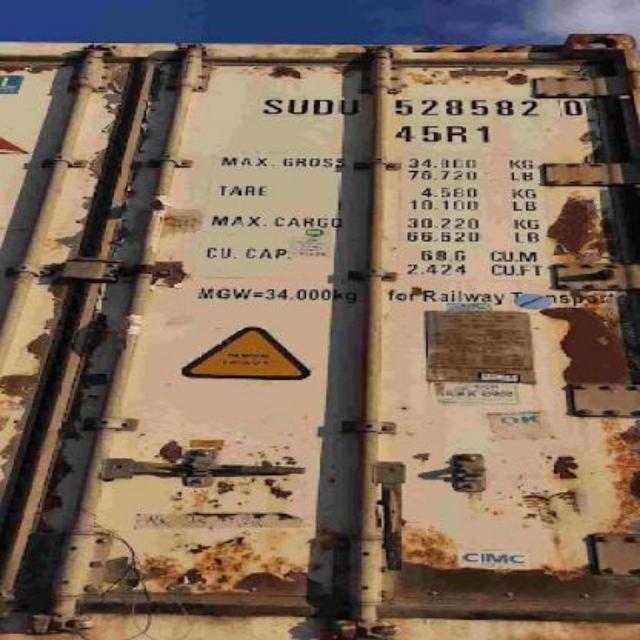 SUDU 528582 0
45R1
MAX. GROSS 34.800 KG
76.720 LB
TARE 4.580 KG
10.100 LB
MAX. CARGO 30.220 KG
66.620 LB
CU. CAP. 68.6 CU.M
2.424 CU.FT
MGW=34.000kg for Railway Transport
OK
CIMC